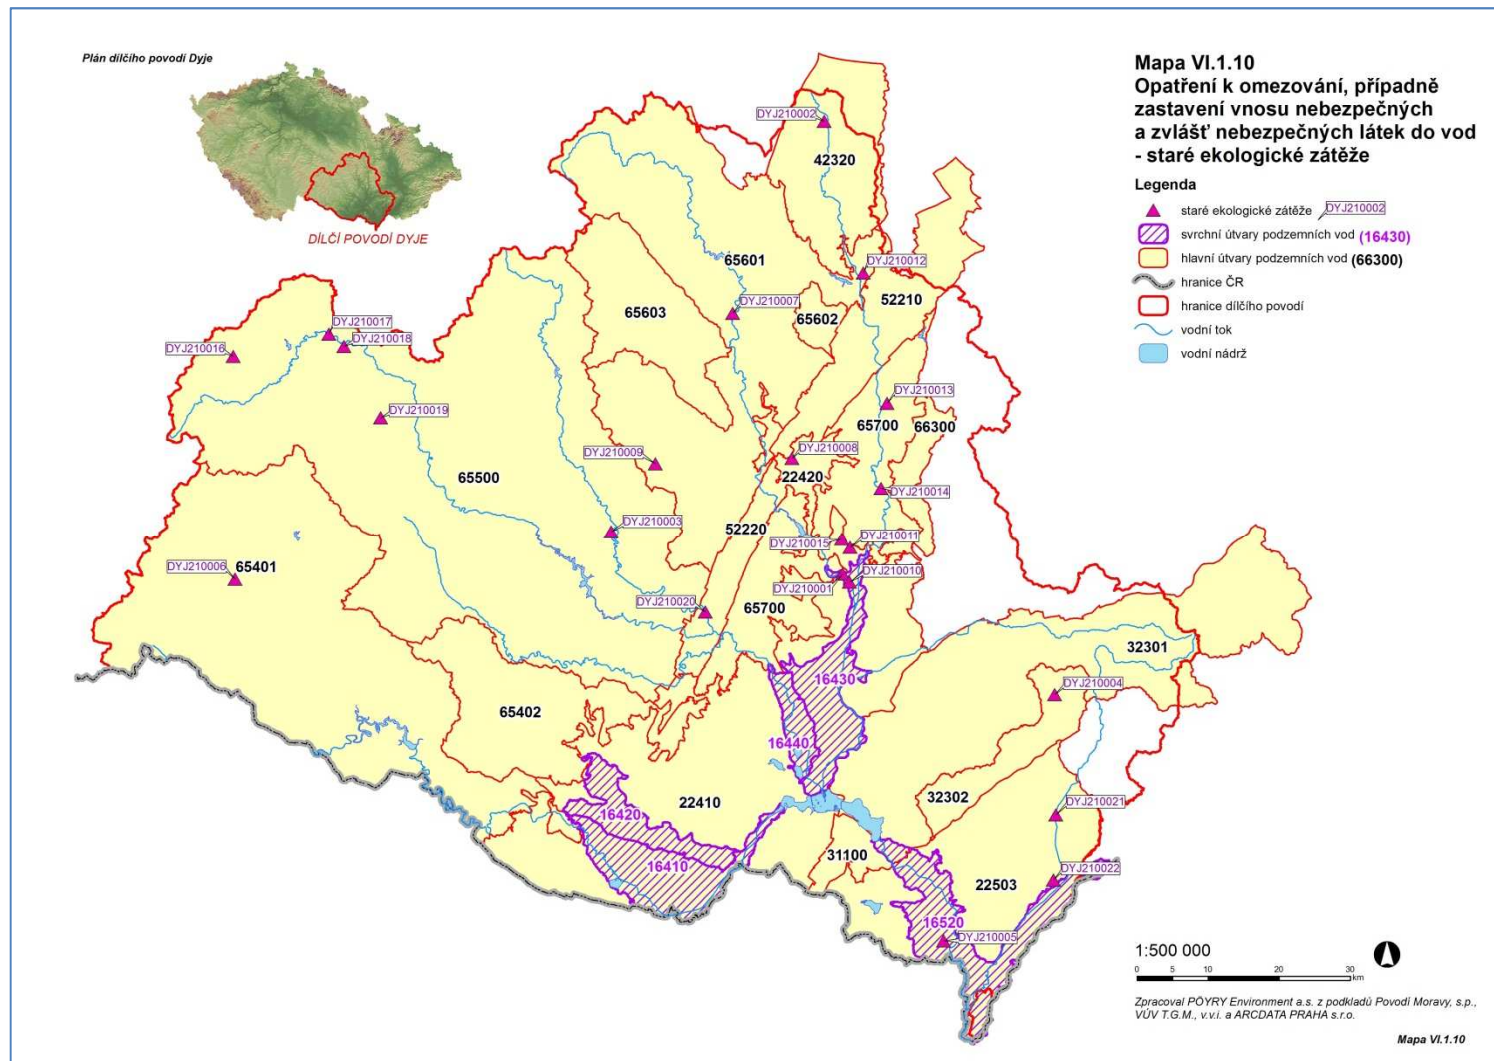 Plán dílčího povodí Dyje
DÍLČÍ POVODÍ DYJE
Mapa VI.1.10
Opatření k omezování, případně
zastavení vnosu nebezpečných
a zvlášť nebezpečných látek do vod
- staré ekologické zátěže
Legenda
staré ekologické zátěže DYJ210002
svrchní útvary podzemních vod (16430)
hlavní útvary podzemních vod (66300)
hranice ČR
hranice dílčího povodí
vodní tok
vodní nádrž
DYJ210002
42320
65601
DYJ210012
52210
DYJ210007
65603
65602
DYJ210017
DYJ210018
DYJ210016
DYJ210019
DYJ210013
65700
66300
DYJ210009
DYJ210008
22420
65500
DYJ210014
DYJ210003
52220
DYJ210015
DYJ210011
DYJ210006
65401
DYJ210001
DYJ210010
DYJ210020
65700
32301
16430
DYJ210004
65402
16440
22410
32302
16420
DYJ210021
31100
16410
22503
DYJ210022
16520
DYJ210005
1:500 000
0 5 10 20 30
km
Zpracoval PÖYRY Environment a.s. z podkladů Povodí Moravy, s.p.,
VÚV T.G.M., v.v.i. a ARCDATA PRAHA s.r.o.
Mapa VI.1.10